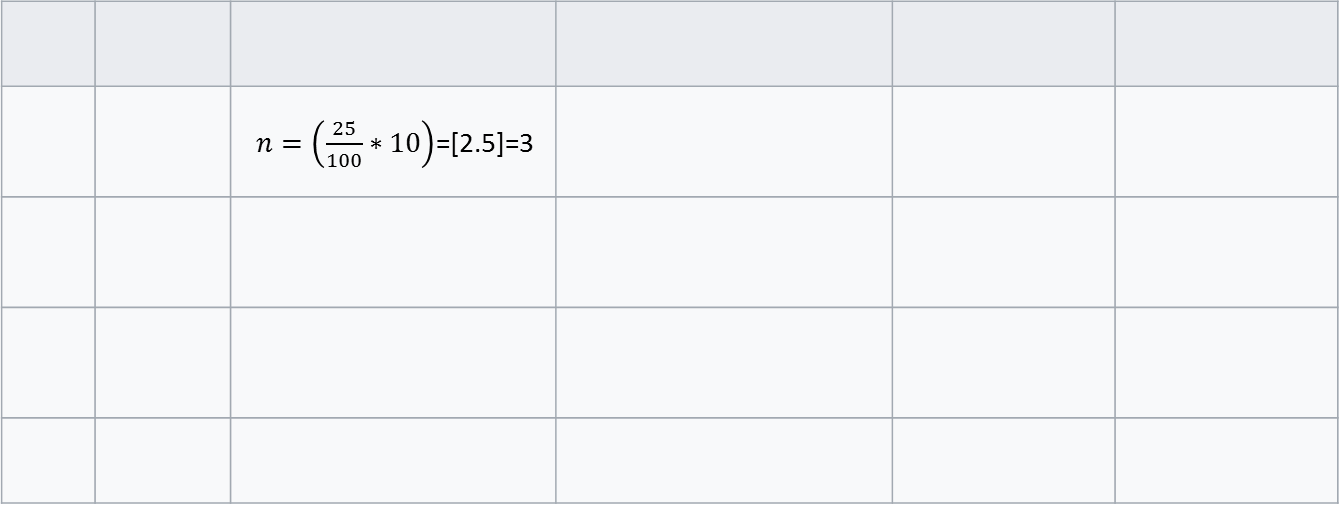 n = (25/100 * 10)=[2.5]=3